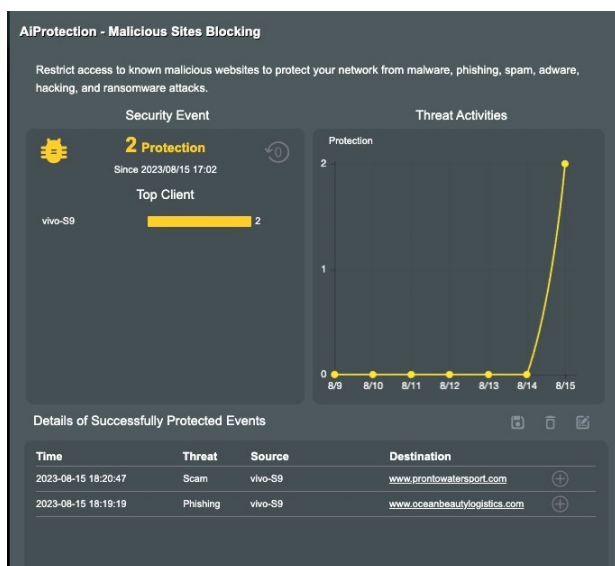 AiProtection - Malicious Sites Blocking
Restrict access to known malicious websites to protect your network from malware, phishing, spam, adware,
hacking, and ransomware attacks.
Security Event
2 Protection
0
Since 2023/08/15 17:02
Top Client
vivo-S9 2
Threat Activities
Protection
2
1
0
8/9 8/10 8/11 8/12 8/13 8/14 8/15
Details of Successfully Protected Events
Time Threat Source Destination
2023-08-15 18:20:47 Scam vivo-S9 www.prontowatersport.com
2023-08-15 18:19:19 Phishing vivo-S9 www.oceanbeautylogistics.com